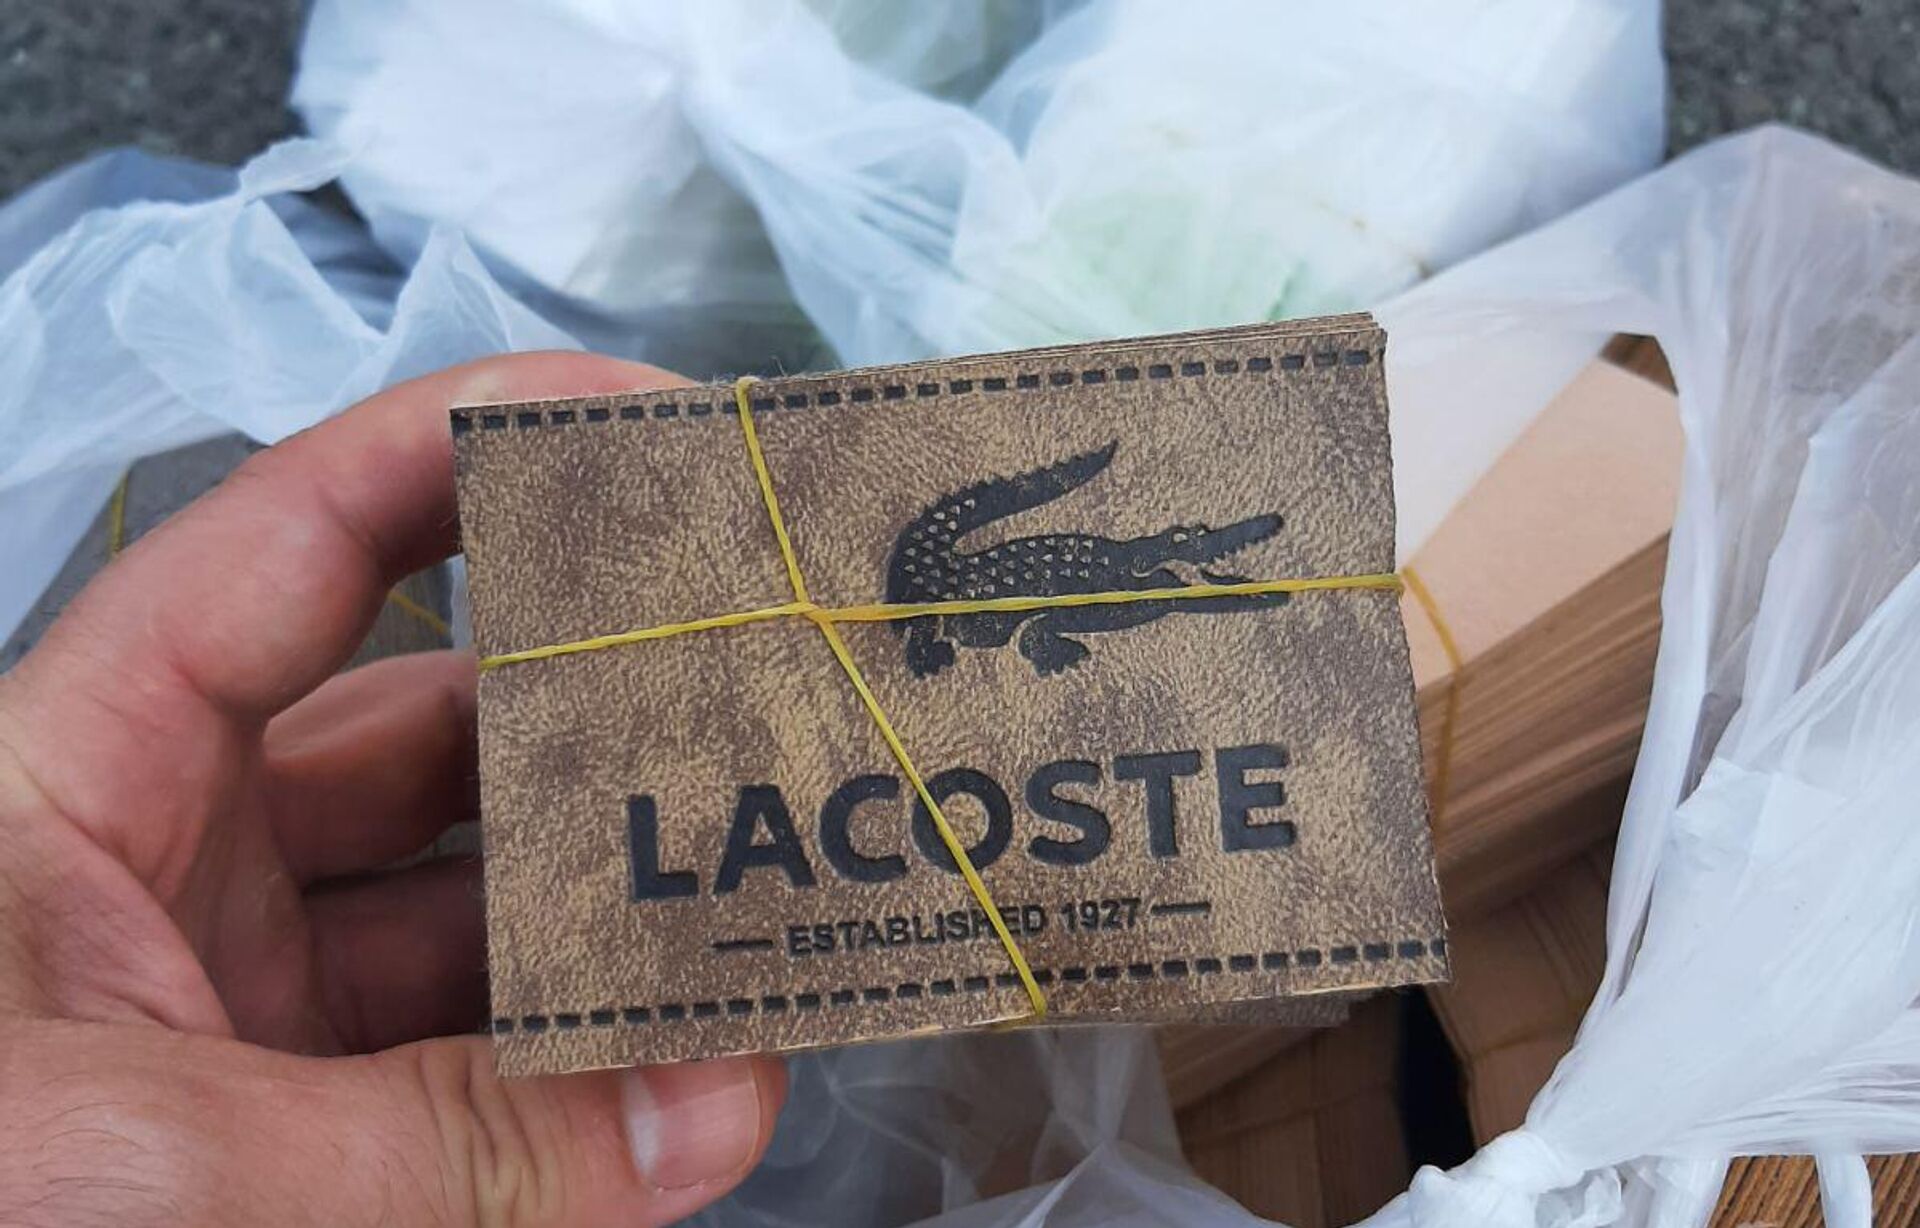 LACOSTE
— ESTABLISHED 1927 —